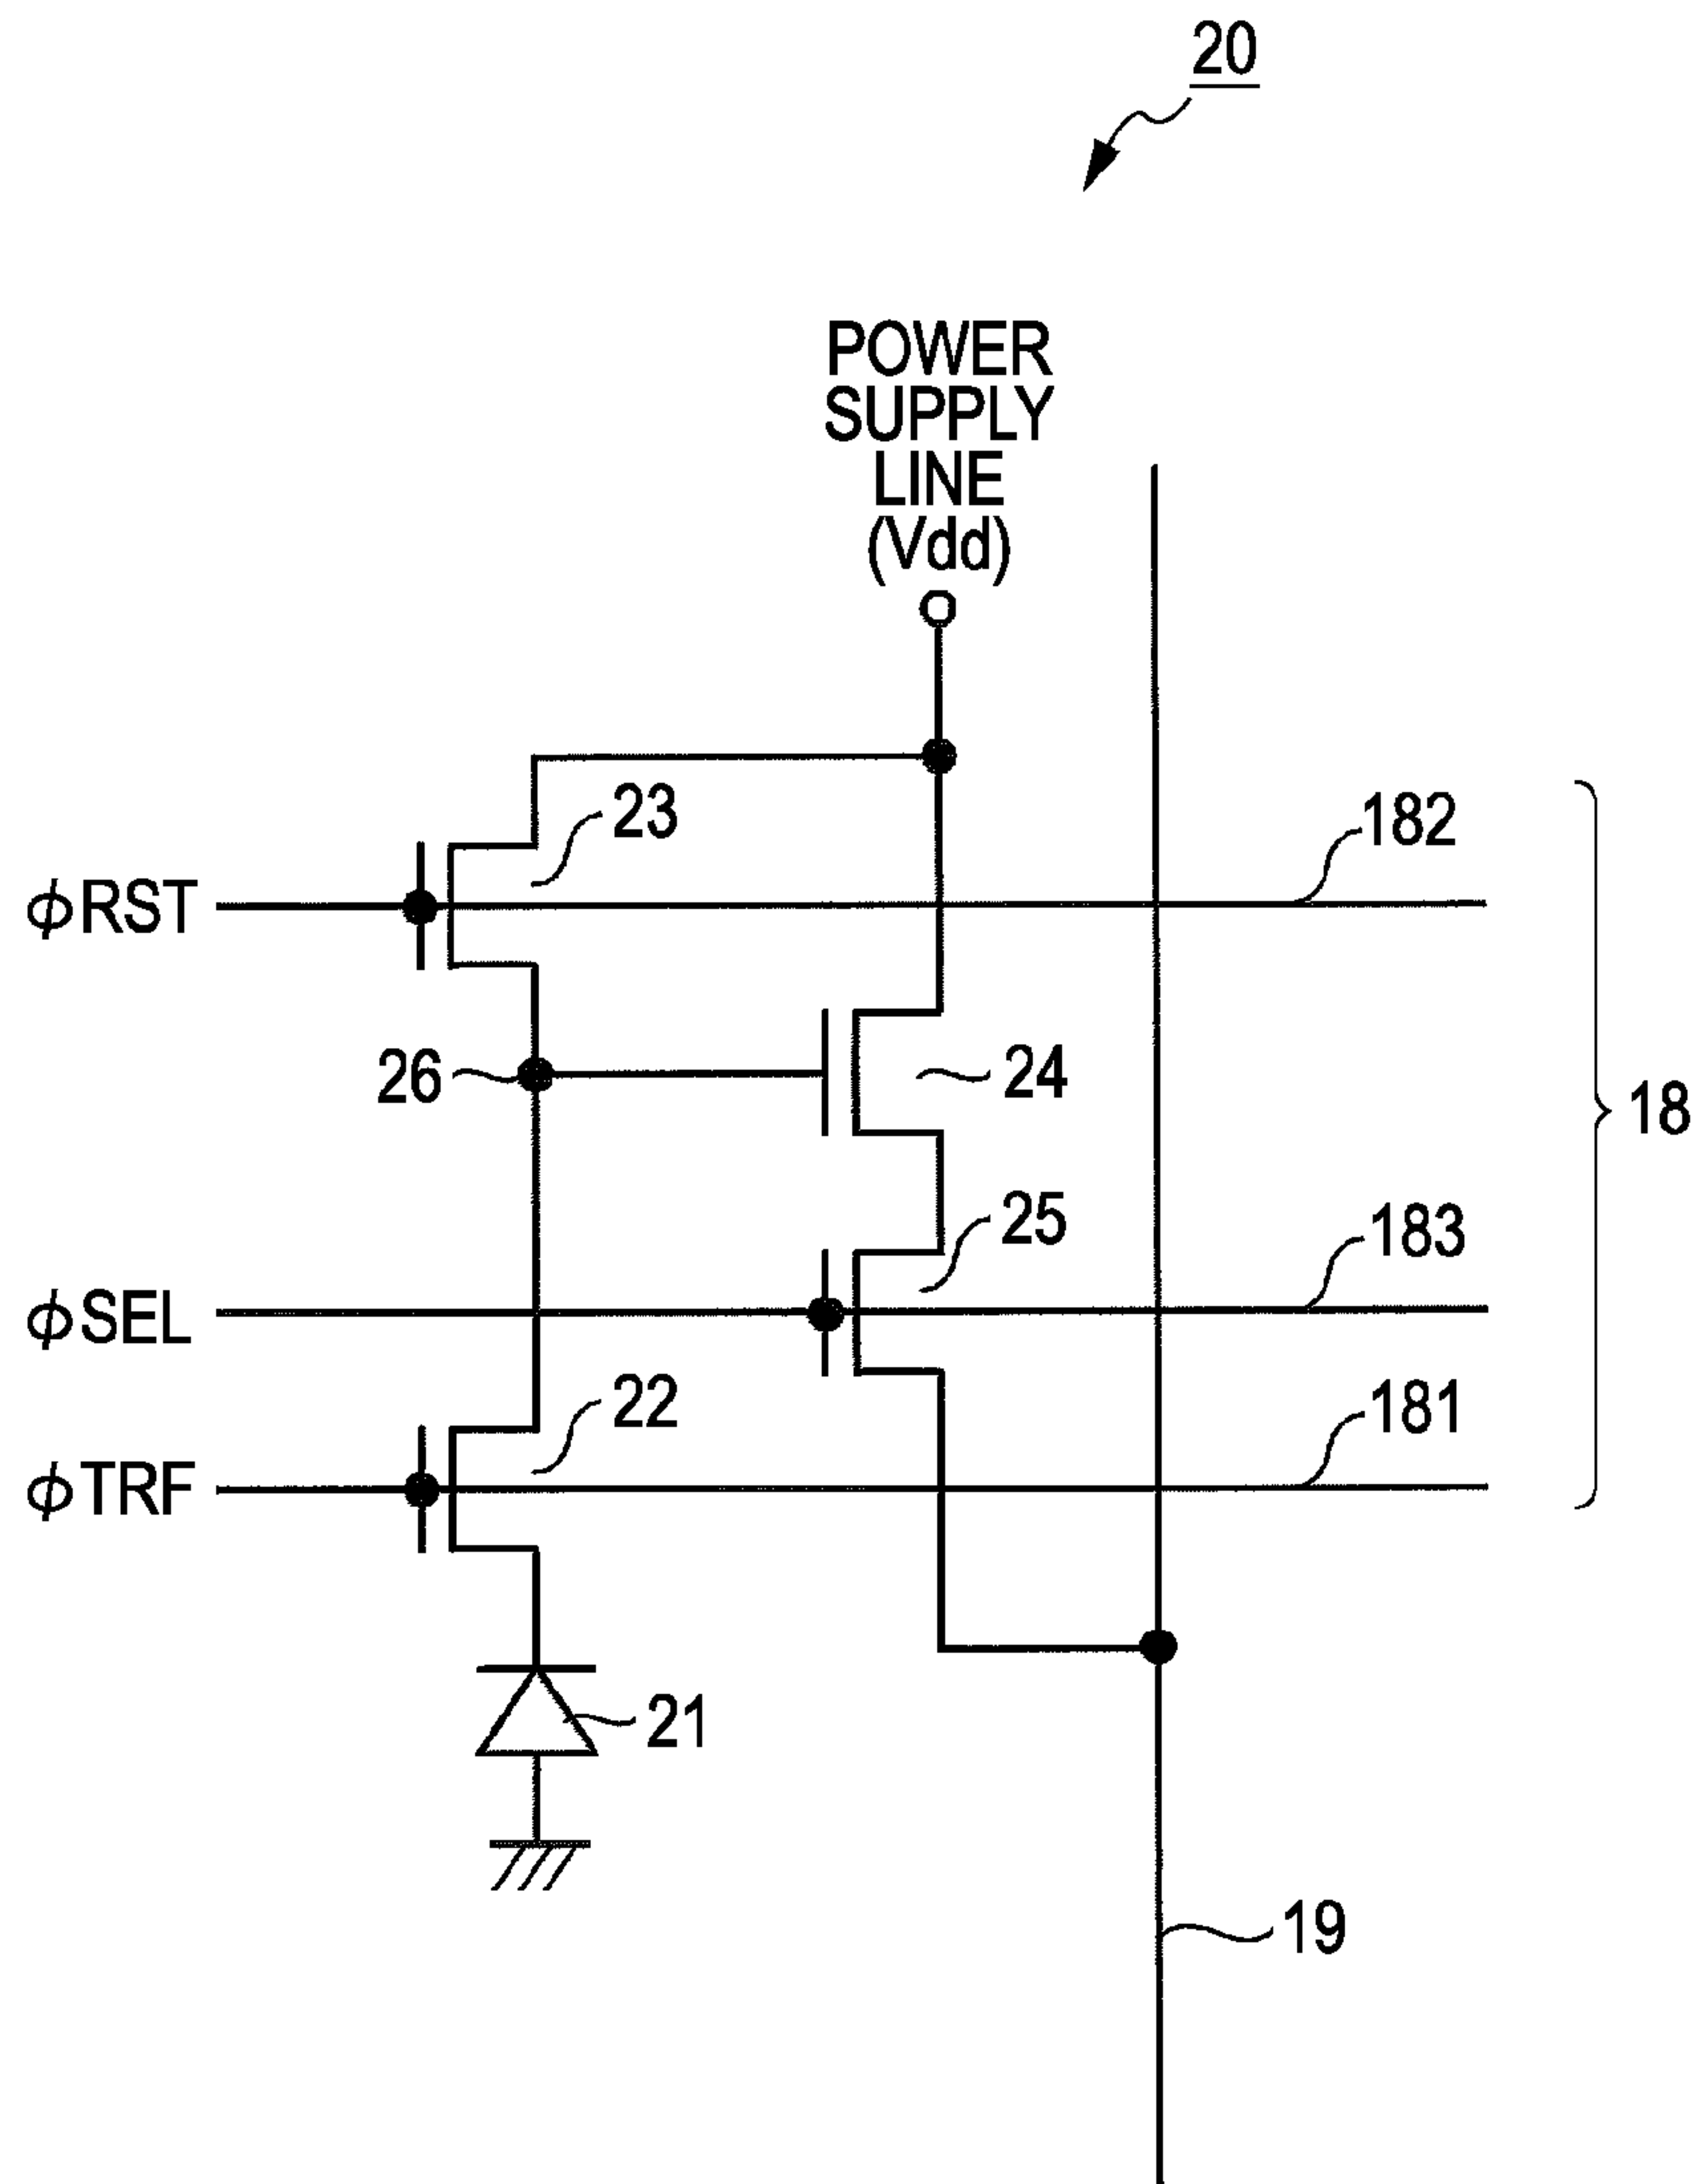 20
POWER
SUPPLY
LINE
(Vdd)
23
182
ϕRST
26
24
18
25
183
ϕSEL
22
181
ϕTRF
21
19